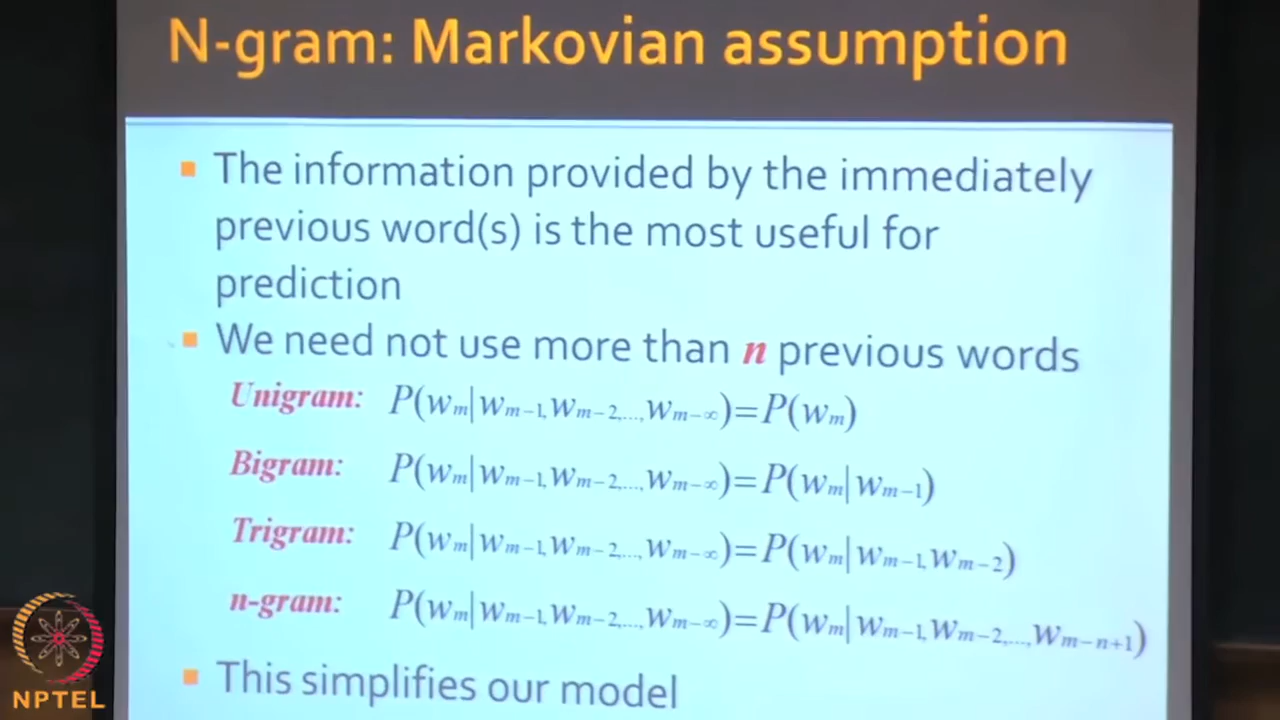 N-gram: Markovian assumption
The information provided by the immediately
previous word(s) is the most useful for
prediction
We need not use more than n previous words
Unigram: P(wₘ|wₘ₋₁,wₘ₋₂,...,wₘ₋∞)=P(wₘ)
Bigram: P(wₘ|wₘ₋₁,wₘ₋₂,...,wₘ₋∞)=P(wₘ|wₘ₋₁)
Trigram: P(wₘ|wₘ₋₁,wₘ₋₂,...,wₘ₋∞)=P(wₘ|wₘ₋₁,wₘ₋₂)
n-gram: P(wₘ|wₘ₋₁,wₘ₋₂,...,wₘ₋∞)=P(wₘ|wₘ₋₁,wₘ₋₂,...,wₘ₋ₙ₊₁)
This simplifies our model
NPTEL